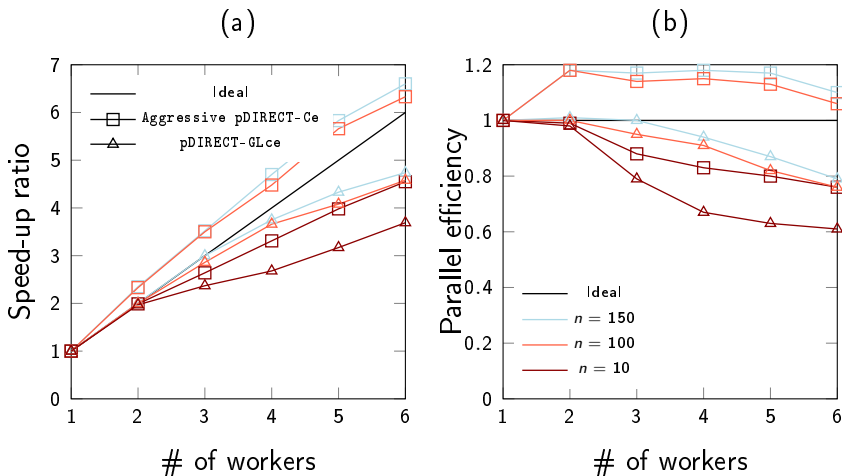 (a)
Speed-up ratio
7
6
5
4
3
2
1
0
Ideal
Aggressive pDIRECT-Ce
pDIRECT-GLce
1 2 3 4 5 6
# of workers
(b)
Parallel efficiency
1.2
1
0.8
0.6
0.4
0.2
0
Ideal
n = 150
n = 100
n = 10
1 2 3 4 5 6
# of workers